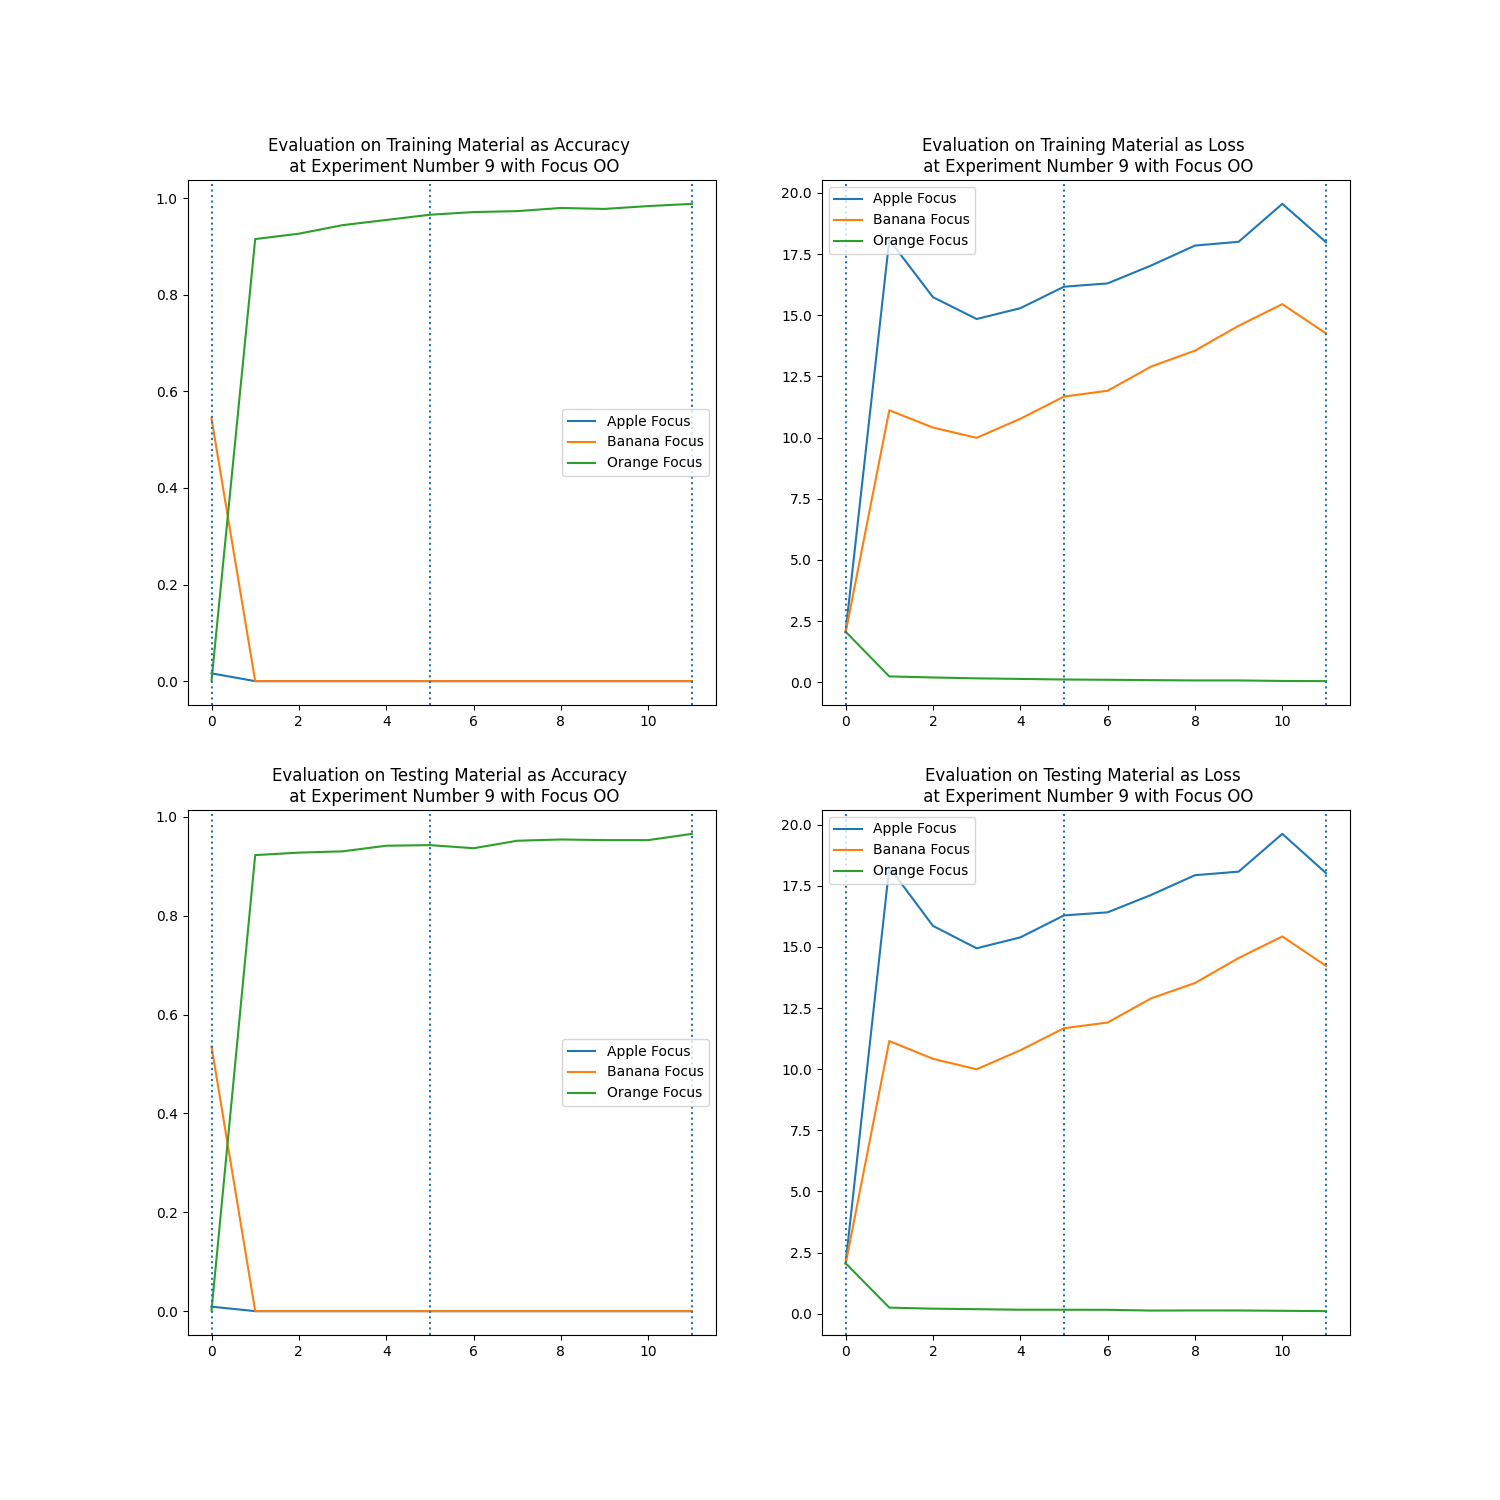 Evaluation on Training Material as Accuracy
at Experiment Number 9 with Focus OO
1.0
0.8
0.6
0.4
0.2
0.0
Apple Focus
Banana Focus
Orange Focus
0 2 4 6 8 10
Evaluation on Training Material as Loss
at Experiment Number 9 with Focus OO
20.0
17.5
15.0
12.5
10.0
7.5
5.0
2.5
0.0
Apple Focus
Banana Focus
Orange Focus
0 2 4 6 8 10
Evaluation on Testing Material as Accuracy
at Experiment Number 9 with Focus OO
1.0
0.8
0.6
0.4
0.2
0.0
Apple Focus
Banana Focus
Orange Focus
0 2 4 6 8 10
Evaluation on Testing Material as Loss
at Experiment Number 9 with Focus OO
20.0
17.5
15.0
12.5
10.0
7.5
5.0
2.5
0.0
Apple Focus
Banana Focus
Orange Focus
0 2 4 6 8 10